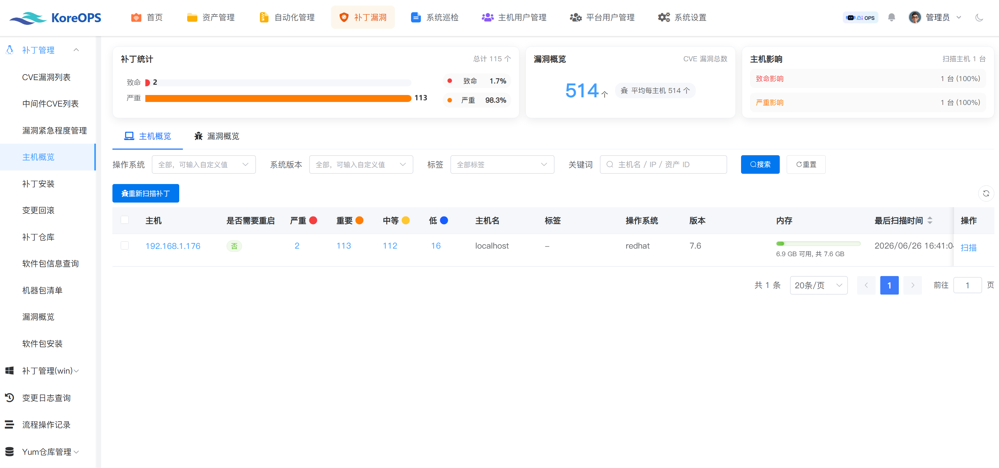 KoreOPS 首页 资产管理 自动化管理 补丁漏洞 系统巡检 主机用户管理 平台用户管理 系统设置 Ai OPS 管理员
补丁管理
CVE漏洞列表
中间件CVE列表
漏洞紧急程度管理
主机概览
补丁安装
变更回滚
补丁仓库
软件包信息查询
机器包清单
漏洞概览
软件包安装
补丁管理(win)
变更日志查询
流程操作记录
Yum仓库管理
补丁统计 总计 115 个
致命 2
严重 113
致命 1.7%
严重 98.3%
漏洞概览 CVE 漏洞总数
514 个 平均每主机 514 个
主机影响 扫描主机 1 台
致命影响 1 台 (100%)
严重影响 1 台 (100%)
主机概览 漏洞概览
操作系统 全部，可输入自定义值 系统版本 全部，可输入自定义值 标签 全部标签 关键词 主机名 / IP / 资产 ID 搜索 重置
重新扫描补丁
主机 是否需要重启 严重 重要 中等 低 主机名 标签 操作系统 版本 内存 最后扫描时间 操作
192.168.1.176 否 2 113 112 16 localhost – redhat 7.6 2026/06/26 16:41:0 扫描
6.9 GB 可用, 共 7.6 GB
共 1 条 20条/页 1 前往 1 页